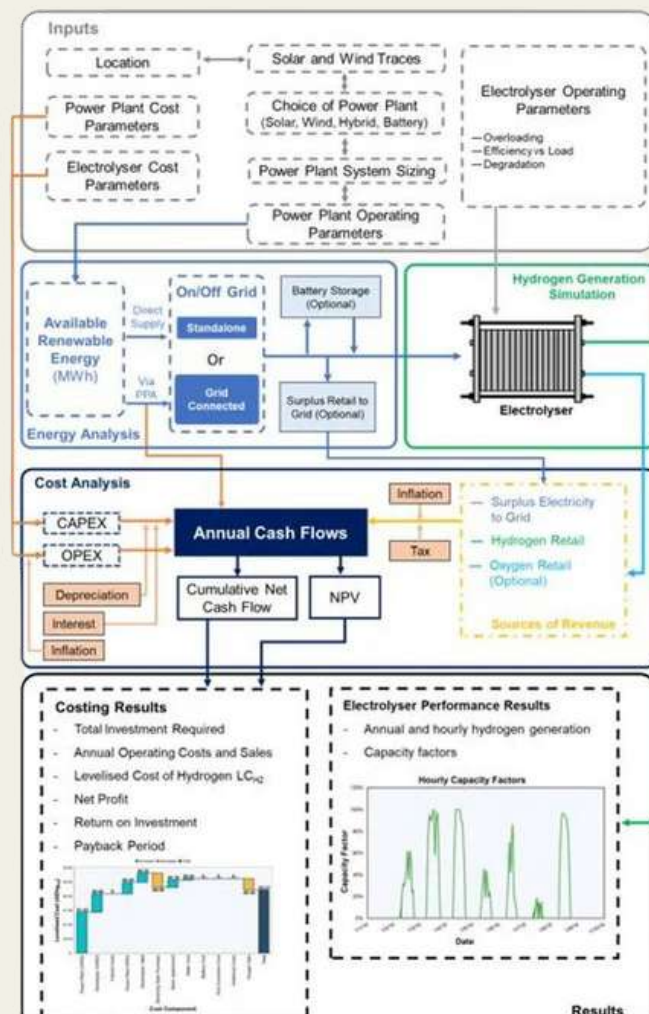 Inputs
Location
Solar and Wind Traces
Power Plant Cost
Parameters
Choice of Power Plant
(Solar, Wind, Hybrid, Battery)
Electrolyser Cost
Parameters
Power Plant System Sizing
Power Plant Operating
Parameters
Electrolyser Operating
Parameters
Overloading
Efficiency vs Load
Degradation
Available
Renewable
Energy
(MWh)
Direct
Supply
Via
PPA
On/Off Grid
Standalone
Or
Grid
Connected
Battery Storage
(Optional)
Surplus Retail to
Grid (Optional)
Energy Analysis
Hydrogen Generation
Simulation
Electrolyser
Cost Analysis
CAPEX
OPEX
Depreciation
Interest
Inflation
Annual Cash Flows
Cumulative Net
Cash Flow
NPV
Inflation
Tax
Surplus Electricity
to Grid
Hydrogen Retail
Oxygen Retail
(Optional)
Sources of Revenue
Costing Results
- Total Investment Required
- Annual Operating Costs and Sales
- Levelised Cost of Hydrogen LCH2
- Net Profit
- Return on Investment
- Payback Period
Cost Component
Electrolyser Performance Results
- Annual and hourly hydrogen generation
- Capacity factors
Hourly Capacity Factors
Capacity Factor
120%
100%
80%
60%
40%
20%
0%
Date
Results